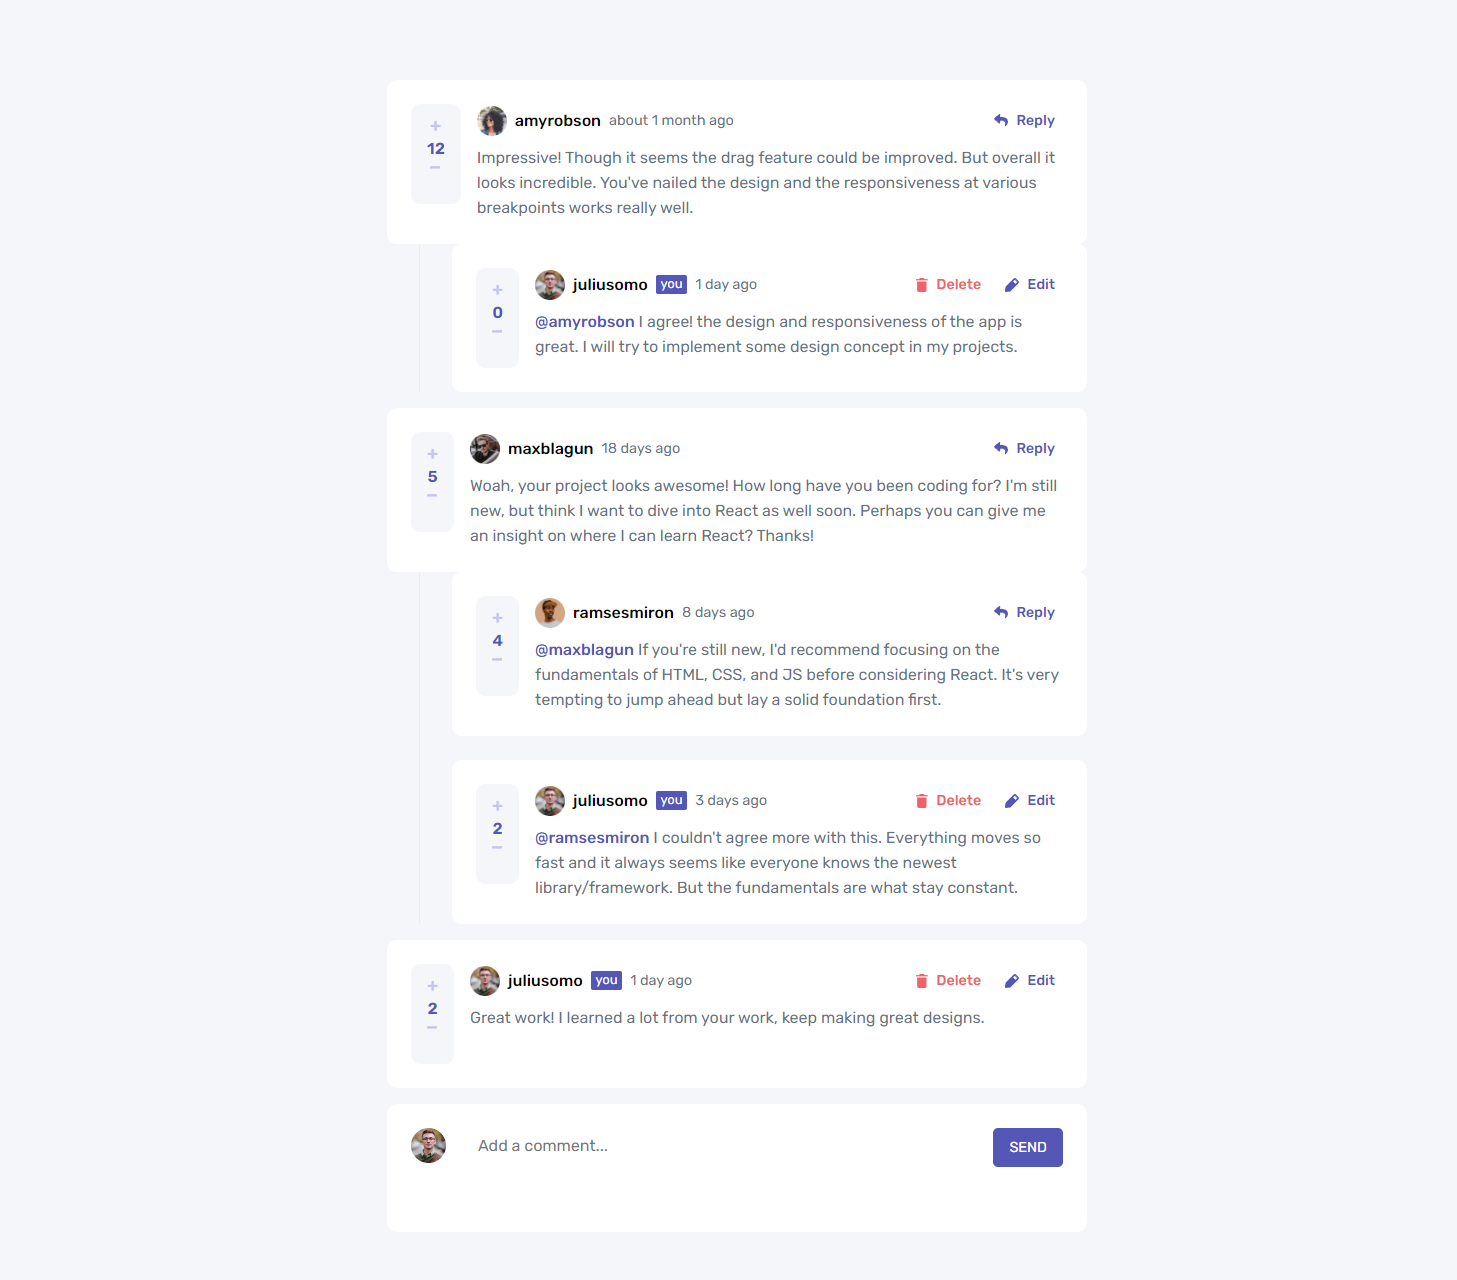 +
12
−
amyrobson about 1 month ago Reply
Impressive! Though it seems the drag feature could be improved. But overall it
looks incredible. You've nailed the design and the responsiveness at various
breakpoints works really well.
+
0
−
juliusomo you 1 day ago Delete Edit
@amyrobson I agree! the design and responsiveness of the app is
great. I will try to implement some design concept in my projects.
+
5
−
maxblagun 18 days ago Reply
Woah, your project looks awesome! How long have you been coding for? I'm still
new, but think I want to dive into React as well soon. Perhaps you can give me
an insight on where I can learn React? Thanks!
+
4
−
ramsesmiron 8 days ago Reply
@maxblagun If you're still new, I'd recommend focusing on the
fundamentals of HTML, CSS, and JS before considering React. It's very
tempting to jump ahead but lay a solid foundation first.
+
2
−
juliusomo you 3 days ago Delete Edit
@ramsesmiron I couldn't agree more with this. Everything moves so
fast and it always seems like everyone knows the newest
library/framework. But the fundamentals are what stay constant.
+
2
−
juliusomo you 1 day ago Delete Edit
Great work! I learned a lot from your work, keep making great designs.
Add a comment... SEND